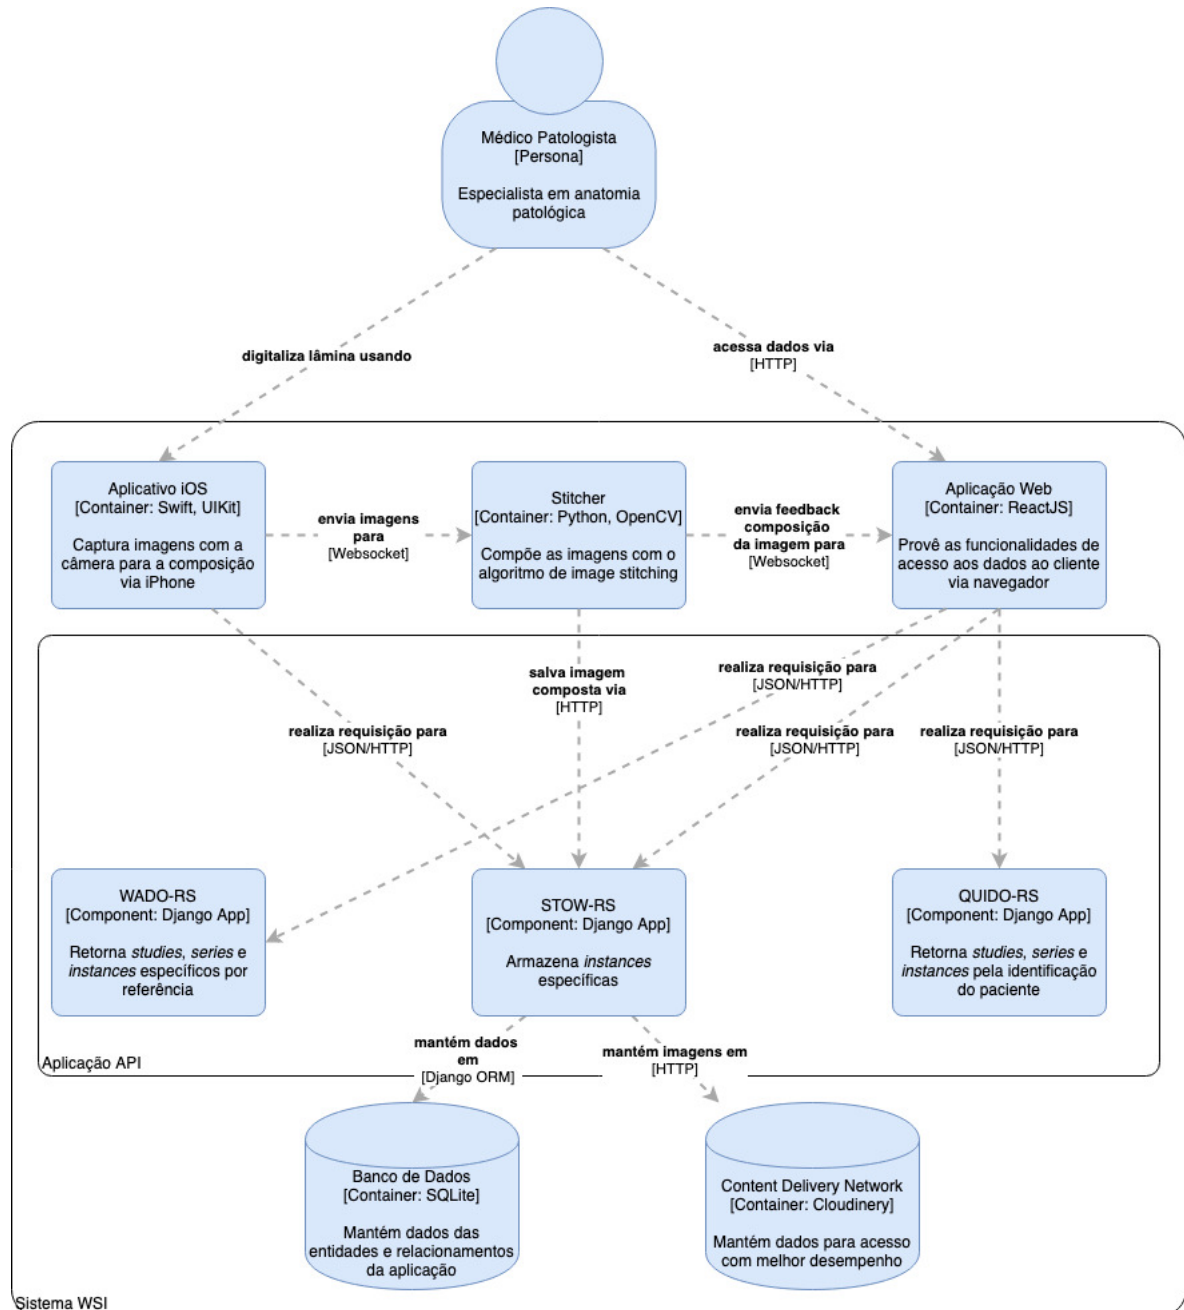 Médico Patologista
[Persona]
Especialista em anatomia
patológica
digitaliza lâmina usando
acessa dados via
[HTTP]
Aplicativo iOS
[Container: Swift, UIKit]
Captura imagens com a
câmera para a composição
via iPhone
envia imagens
para
[Websocket]
Stitcher
[Container: Python, OpenCV]
Compõe as imagens com o
algoritmo de image stitching
envia feedback
composição
da imagem para
[Websocket]
Aplicação Web
[Container: ReactJS]
Provê as funcionalidades de
acesso aos dados ao cliente
via navegador
salva imagem
composta via
[HTTP]
realiza requisição para
[JSON/HTTP]
realiza requisição para
[JSON/HTTP]
realiza requisição para
[JSON/HTTP]
realiza requisição para
[JSON/HTTP]
WADO-RS
[Component: Django App]
Retorna studies, series e
instances específicos por
referência
STOW-RS
[Component: Django App]
Armazena instances
específicas
QUIDO-RS
[Component: Django App]
Retorna studies, series e
instances pela identificação
do paciente
mantém dados
em
[Django ORM]
mantém imagens em
[HTTP]
Aplicação API
Banco de Dados
[Container: SQLite]
Mantém dados das
entidades e relacionamentos
da aplicação
Content Delivery Network
[Container: Cloudinery]
Mantém dados para acesso
com melhor desempenho
Sistema WSI